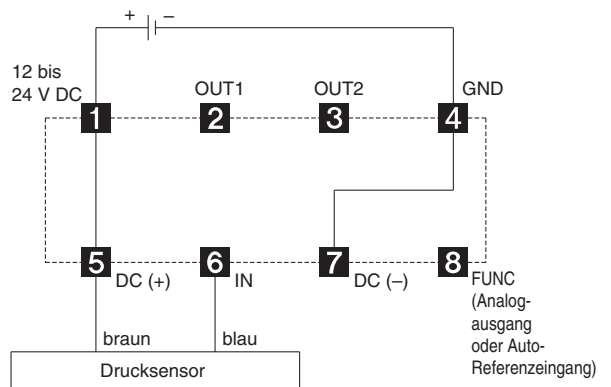 + –
12 bis
24 V DC
OUT1
OUT2
GND
1
2
3
4
5
6
7
8
DC (+)
IN
DC (–)
FUNC
(Analog-
ausgang
oder Auto-
Referenzeingang)
braun
blau
Drucksensor